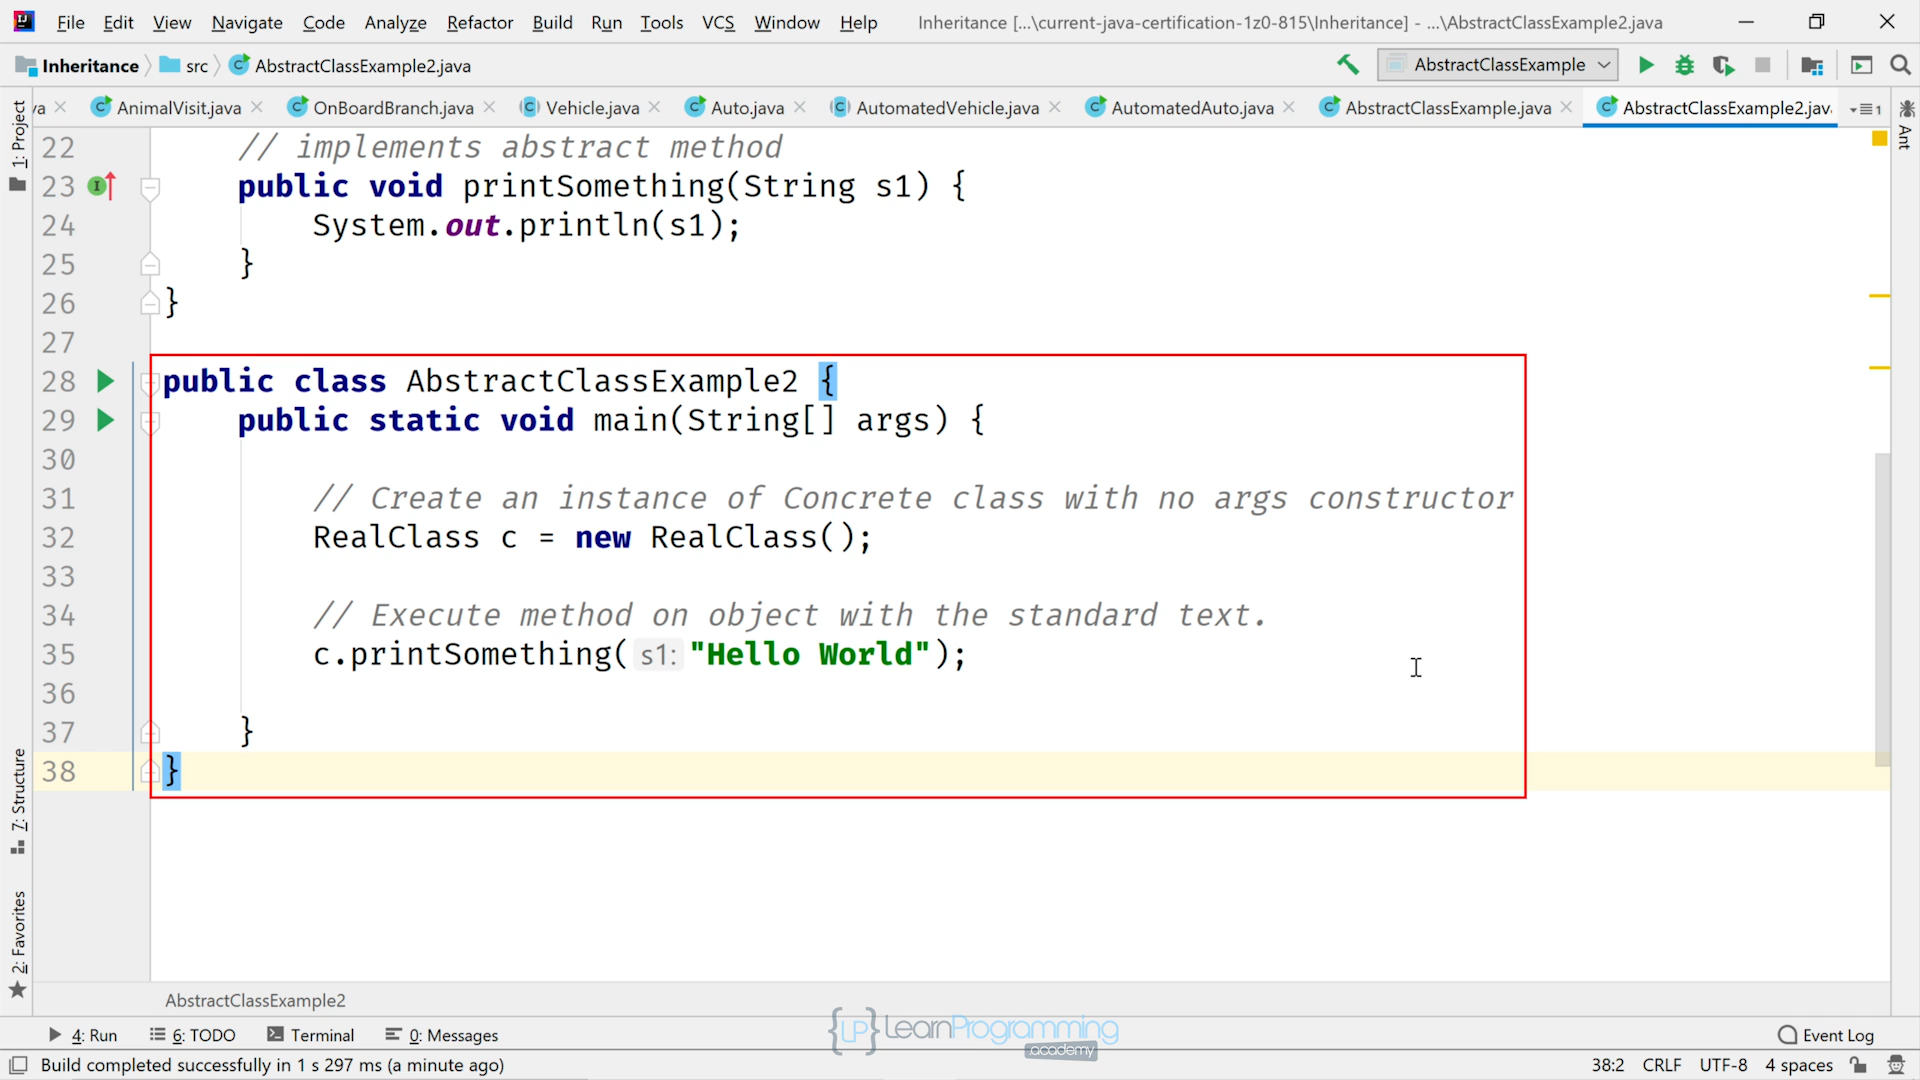 File Edit View Navigate Code Analyze Refactor Build Run Tools VCS Window Help Inheritance [...\current-java-certification-1z0-815\Inheritance] - ...\AbstractClassExample2.java
Inheritance src AbstractClassExample2.java AbstractClassExample
va AnimalVisit.java OnBoardBranch.java Vehicle.java Auto.java AutomatedVehicle.java AutomatedAuto.java AbstractClassExample.java AbstractClassExample2.jav 1
1: Project
Ant
22 // implements abstract method
23 public void printSomething(String s1) {
24 System.out.println(s1);
25 }
26 }
27
28 public class AbstractClassExample2 {
29 public static void main(String[] args) {
30
31 // Create an instance of Concrete class with no args constructor
32 RealClass c = new RealClass();
33
34 // Execute method on object with the standard text.
35 c.printSomething( s1: "Hello World");
36
37 }
38 }
7: Structure
2: Favorites
AbstractClassExample2
4: Run 6: TODO Terminal 0: Messages Event Log
{LP} LearnProgramming
.academy
Build completed successfully in 1 s 297 ms (a minute ago) 38:2 CRLF UTF-8 4 spaces